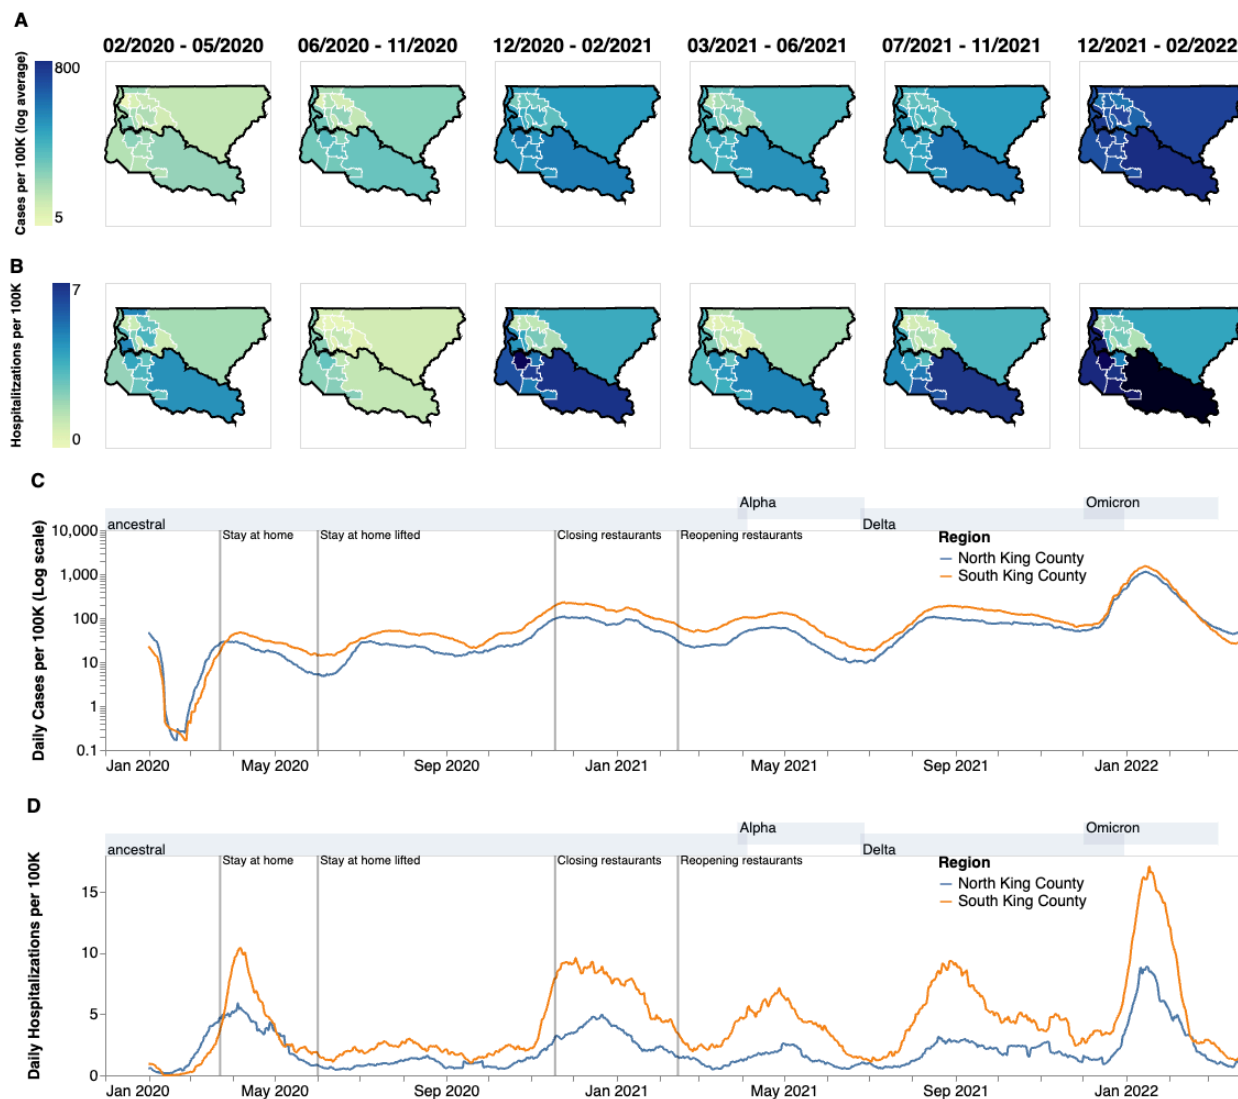 A
02/2020 - 05/2020
06/2020 - 11/2020
12/2020 - 02/2021
03/2021 - 06/2021
07/2021 - 11/2021
12/2021 - 02/2022
Cases per 100K (log average)
800
5
B
Hospitalitzations per 100K
7
0
C
Alpha
Omicron
ancestral
Delta
Daily Cases per 100K (Log scale)
10,000
1,000
100
10
1
0.1
Stay at home
Stay at home lifted
Closing restaurants
Reopening restaurants
Region
North King County
South King County
Jan 2020
May 2020
Sep 2020
Jan 2021
May 2021
Sep 2021
Jan 2022
D
Alpha
Omicron
ancestral
Delta
Daily Hospitalizations per 100K
15
10
5
0
Stay at home
Stay at home lifted
Closing restaurants
Reopening restaurants
Region
North King County
South King County
Jan 2020
May 2020
Sep 2020
Jan 2021
May 2021
Sep 2021
Jan 2022